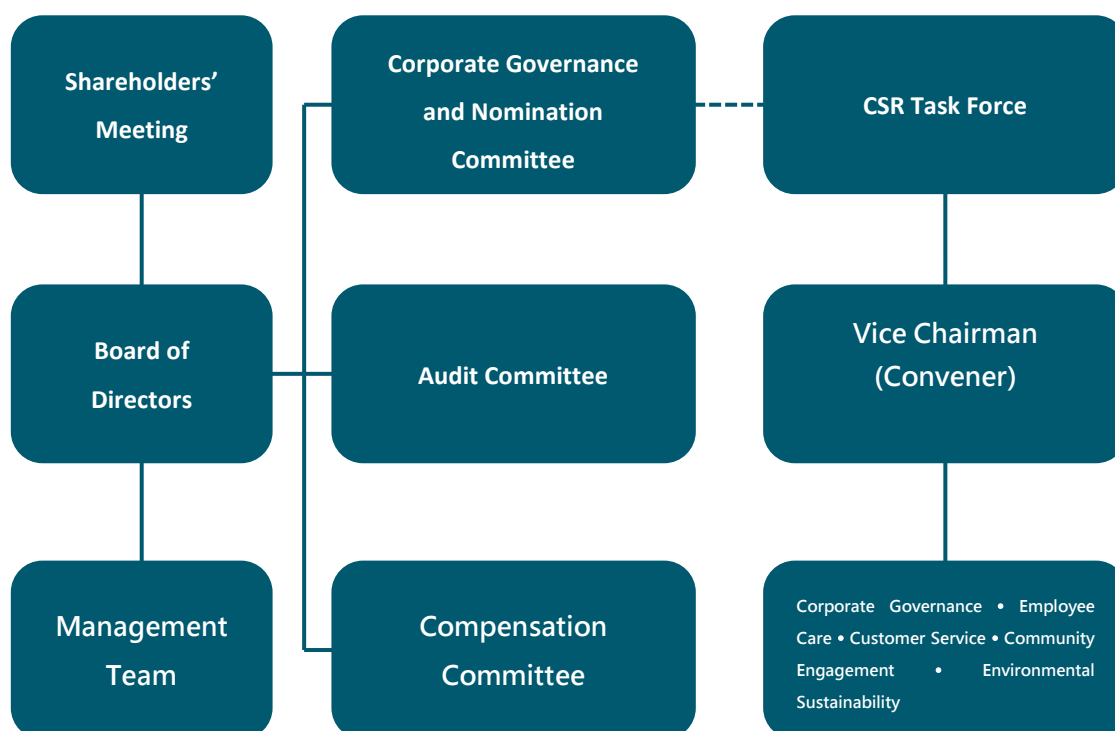 Shareholders’
Meeting
Corporate Governance
and Nomination
Committee
CSR Task Force
Board of
Directors
Audit Committee
Vice Chairman
(Convener)
Management
Team
Compensation
Committee
Corporate Governance • Employee
Care • Customer Service • Community
Engagement • Environmental
Sustainability